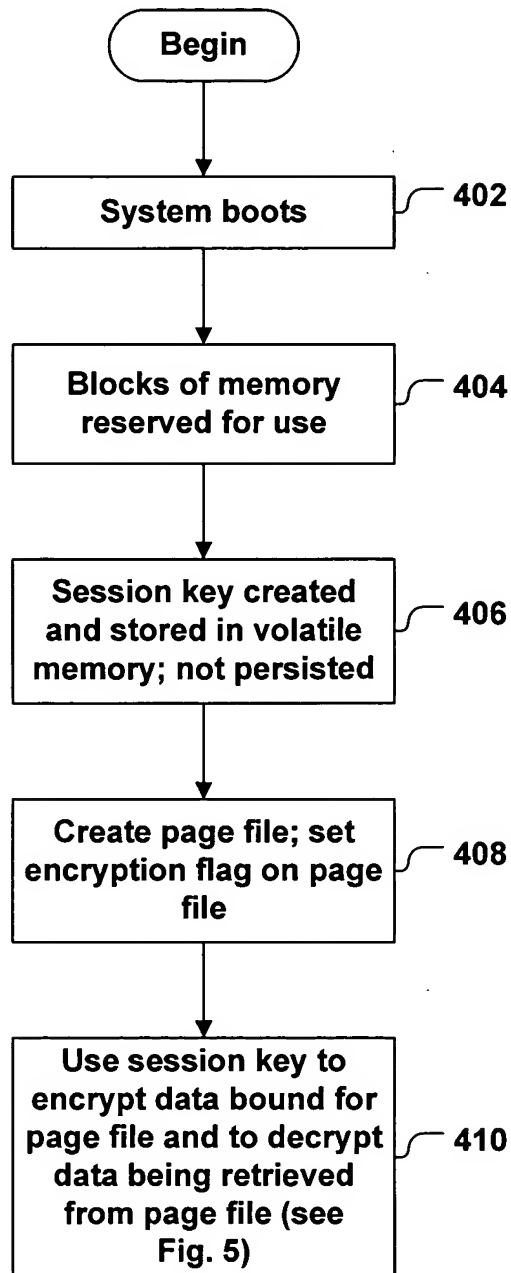 Begin
System boots
402
Blocks of memory
reserved for use
404
Session key created
and stored in volatile
memory; not persisted
406
Create page file; set
encryption flag on page
file
408
Use session key to
encrypt data bound for
page file and to decrypt
data being retrieved
from page file (see
Fig. 5)
410